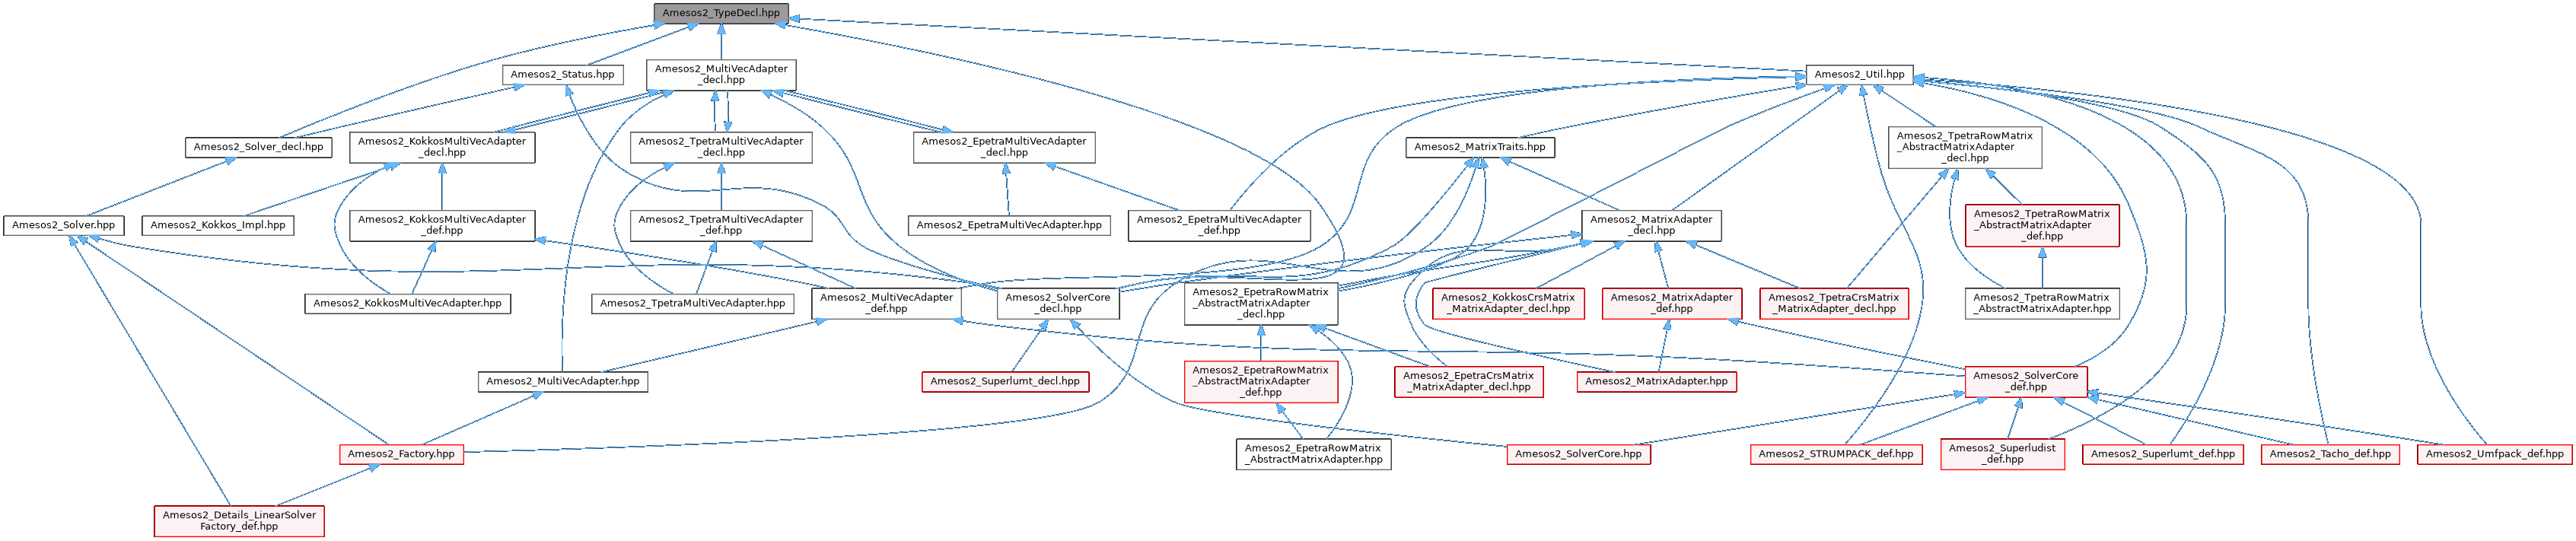 Amesos2_TypeDecl.hpp
Amesos2_Status.hpp
Amesos2_MultiVecAdapter
_decl.hpp
Amesos2_Util.hpp
Amesos2_Solver_decl.hpp
Amesos2_KokkosMultiVecAdapter
_decl.hpp
Amesos2_TpetraMultiVecAdapter
_decl.hpp
Amesos2_EpetraMultiVecAdapter
_decl.hpp
Amesos2_MatrixTraits.hpp
Amesos2_TpetraRowMatrix
_AbstractMatrixAdapter
_decl.hpp
Amesos2_Solver.hpp
Amesos2_Kokkos_Impl.hpp
Amesos2_KokkosMultiVecAdapter
_def.hpp
Amesos2_TpetraMultiVecAdapter
_def.hpp
Amesos2_EpetraMultiVecAdapter.hpp
Amesos2_EpetraMultiVecAdapter
_def.hpp
Amesos2_MatrixAdapter
_decl.hpp
Amesos2_TpetraRowMatrix
_AbstractMatrixAdapter
_def.hpp
Amesos2_KokkosMultiVecAdapter.hpp
Amesos2_TpetraMultiVecAdapter.hpp
Amesos2_MultiVecAdapter
_def.hpp
Amesos2_SolverCore
_decl.hpp
Amesos2_EpetraRowMatrix
_AbstractMatrixAdapter
_decl.hpp
Amesos2_KokkosCrsMatrix
_MatrixAdapter_decl.hpp
Amesos2_MatrixAdapter
_def.hpp
Amesos2_TpetraCrsMatrix
_MatrixAdapter_decl.hpp
Amesos2_TpetraRowMatrix
_AbstractMatrixAdapter.hpp
Amesos2_MultiVecAdapter.hpp
Amesos2_Superlumt_decl.hpp
Amesos2_EpetraRowMatrix
_AbstractMatrixAdapter
_def.hpp
Amesos2_EpetraCrsMatrix
_MatrixAdapter_decl.hpp
Amesos2_MatrixAdapter.hpp
Amesos2_SolverCore
_def.hpp
Amesos2_Factory.hpp
Amesos2_EpetraRowMatrix
_AbstractMatrixAdapter.hpp
Amesos2_SolverCore.hpp
Amesos2_STRUMPACK_def.hpp
Amesos2_Superludist
_def.hpp
Amesos2_Superlumt_def.hpp
Amesos2_Tacho_def.hpp
Amesos2_Umfpack_def.hpp
Amesos2_Details_LinearSolver
Factory_def.hpp